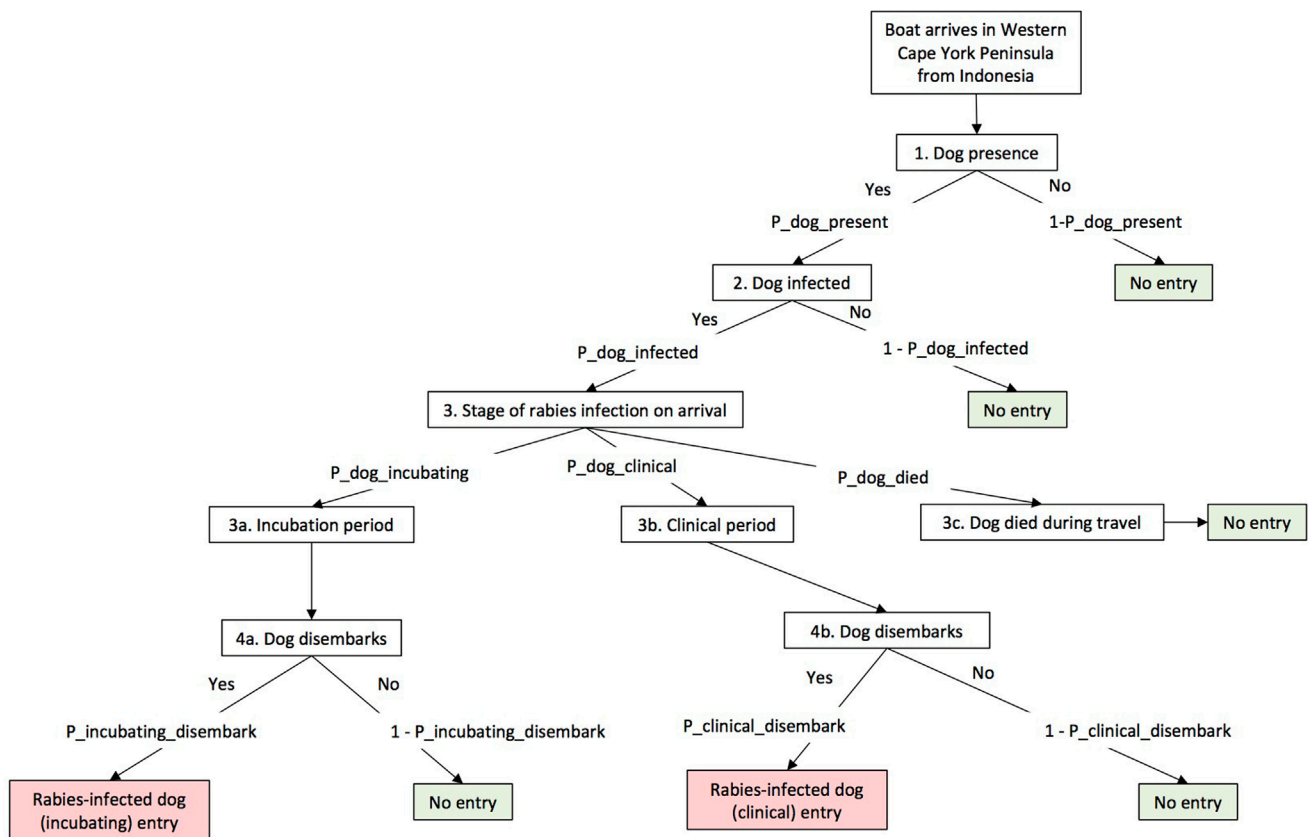 Boat arrives in Western
Cape York Peninsula
from Indonesia
1. Dog presence
Yes
No
P_dog_present
1-P_dog_present
2. Dog infected
No entry
Yes
No
P_dog_infected
1 - P_dog_infected
3. Stage of rabies infection on arrival
No entry
P_dog_incubating
P_dog_clinical
P_dog_died
3a. Incubation period
3b. Clinical period
3c. Dog died during travel
No entry
4a. Dog disembarks
4b. Dog disembarks
Yes
No
Yes
No
P_incubating_disembark
1 - P_incubating_disembark
P_clinical_disembark
1 - P_clinical_disembark
Rabies-infected dog
(incubating) entry
No entry
Rabies-infected dog
(clinical) entry
No entry